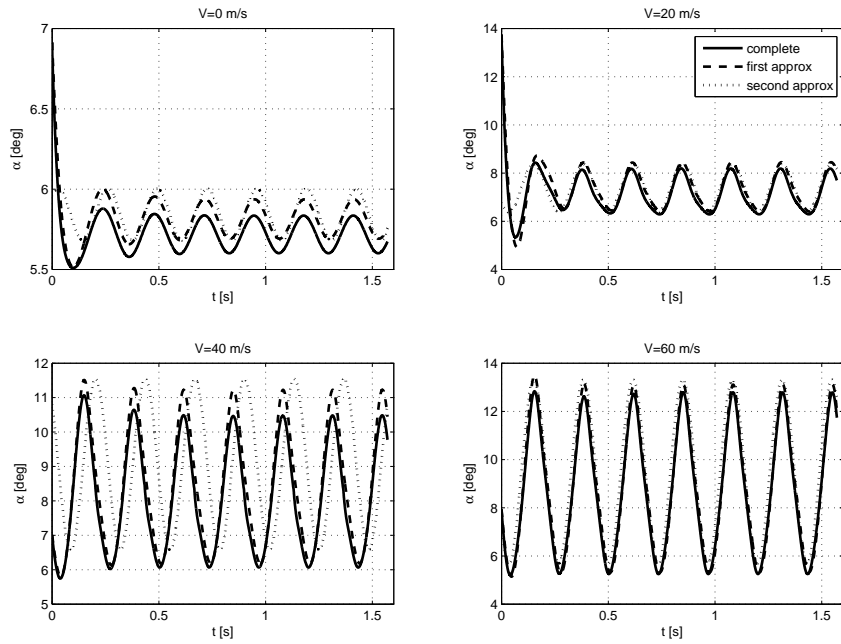 V=0 m/s
7
6.5
6
5.5
α [deg]
0
0.5
1
1.5
t [s]
V=20 m/s
complete
first approx
second approx
14
12
10
8
6
4
α [deg]
0
0.5
1
1.5
t [s]
V=40 m/s
12
11
10
9
8
7
6
5
α [deg]
0
0.5
1
1.5
t [s]
V=60 m/s
14
12
10
8
6
4
α [deg]
0
0.5
1
1.5
t [s]